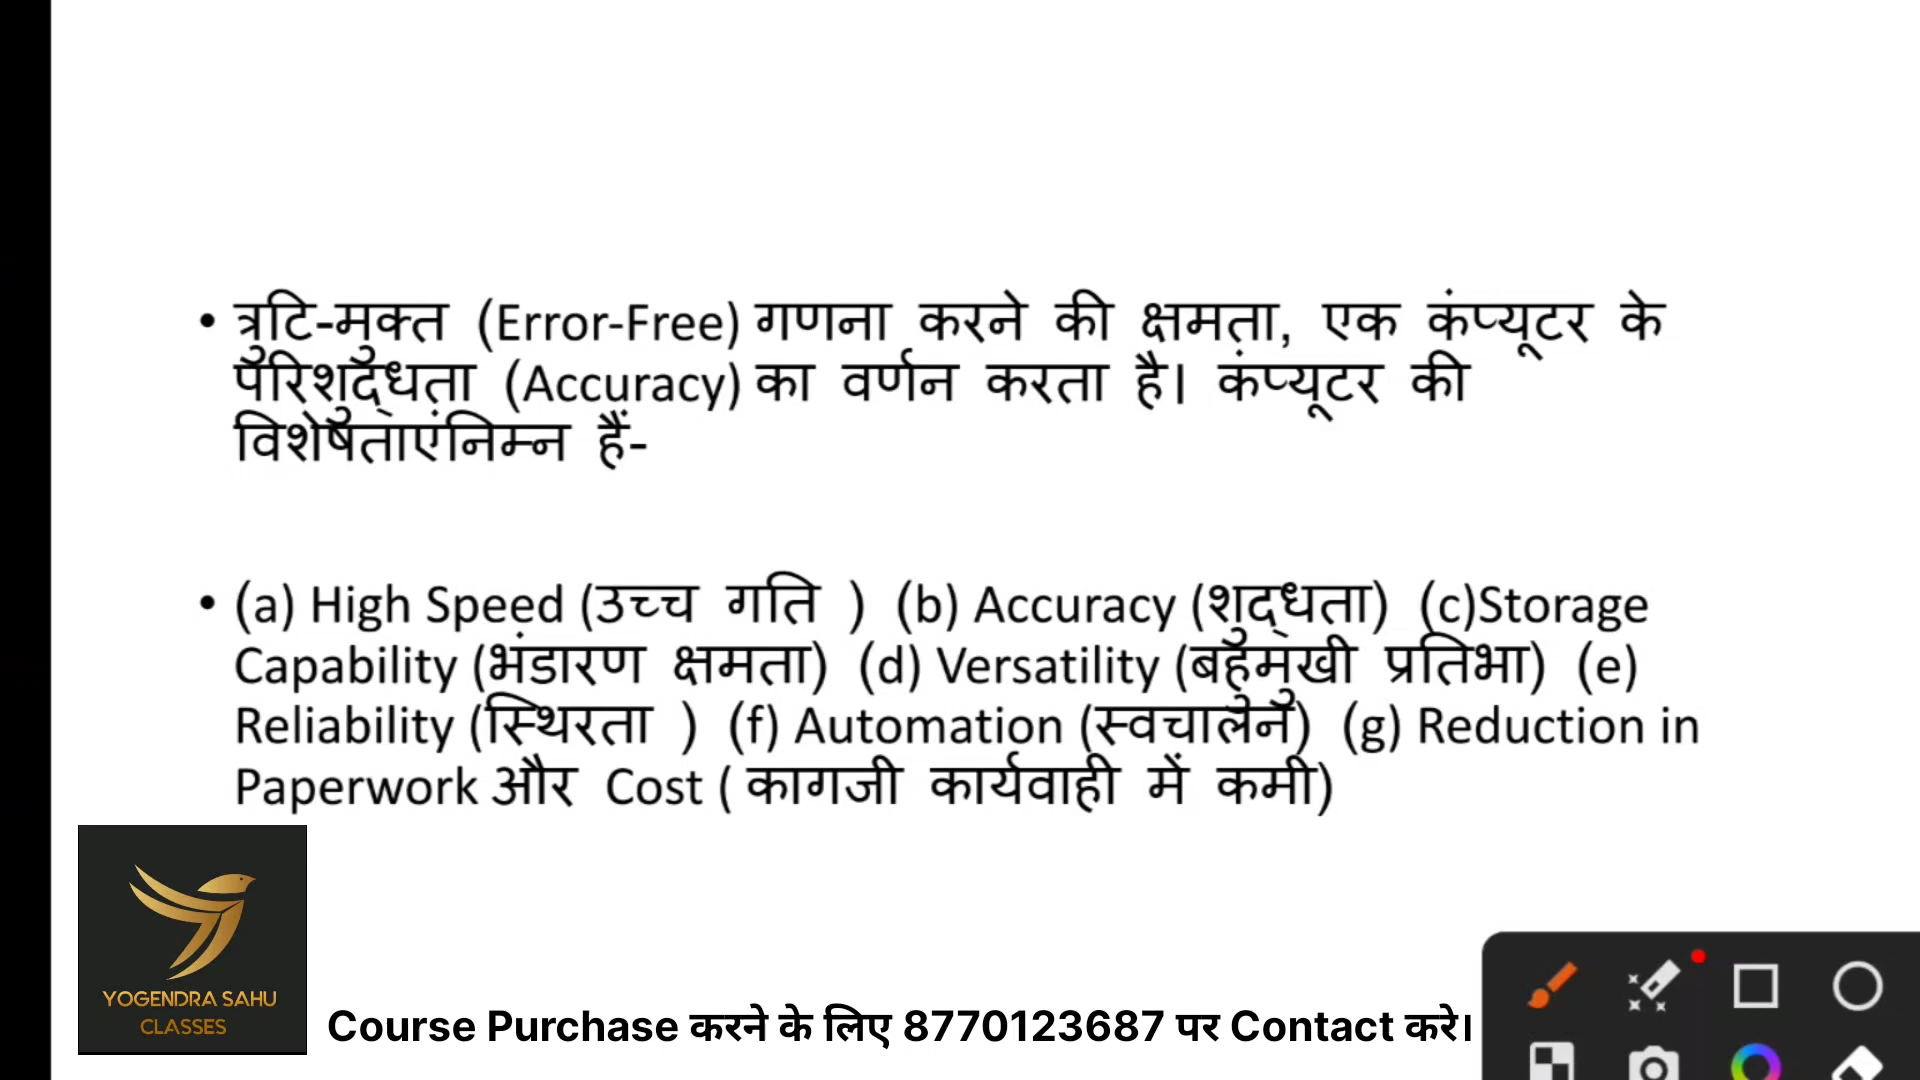 • त्रुटि-मुक्त (Error-Free) गणना करने की क्षमता, एक कंप्यूटर के
परिशुद्धता (Accuracy) का वर्णन करता है। कंप्यूटर की
विशेषताएंनिम्न हैं-
• (a) High Speed (उच्च गति ) (b) Accuracy (शुद्धता) (c)Storage
Capability (भंडारण क्षमता) (d) Versatility (बहुमुखी प्रतिभा) (e)
Reliability (स्थिरता ) (f) Automation (स्वचालन) (g) Reduction in
Paperwork और Cost ( कागजी कार्यवाही में कमी)
YOGENDRA SAHU
CLASSES
Course Purchase करने के लिए 8770123687 पर Contact करे।